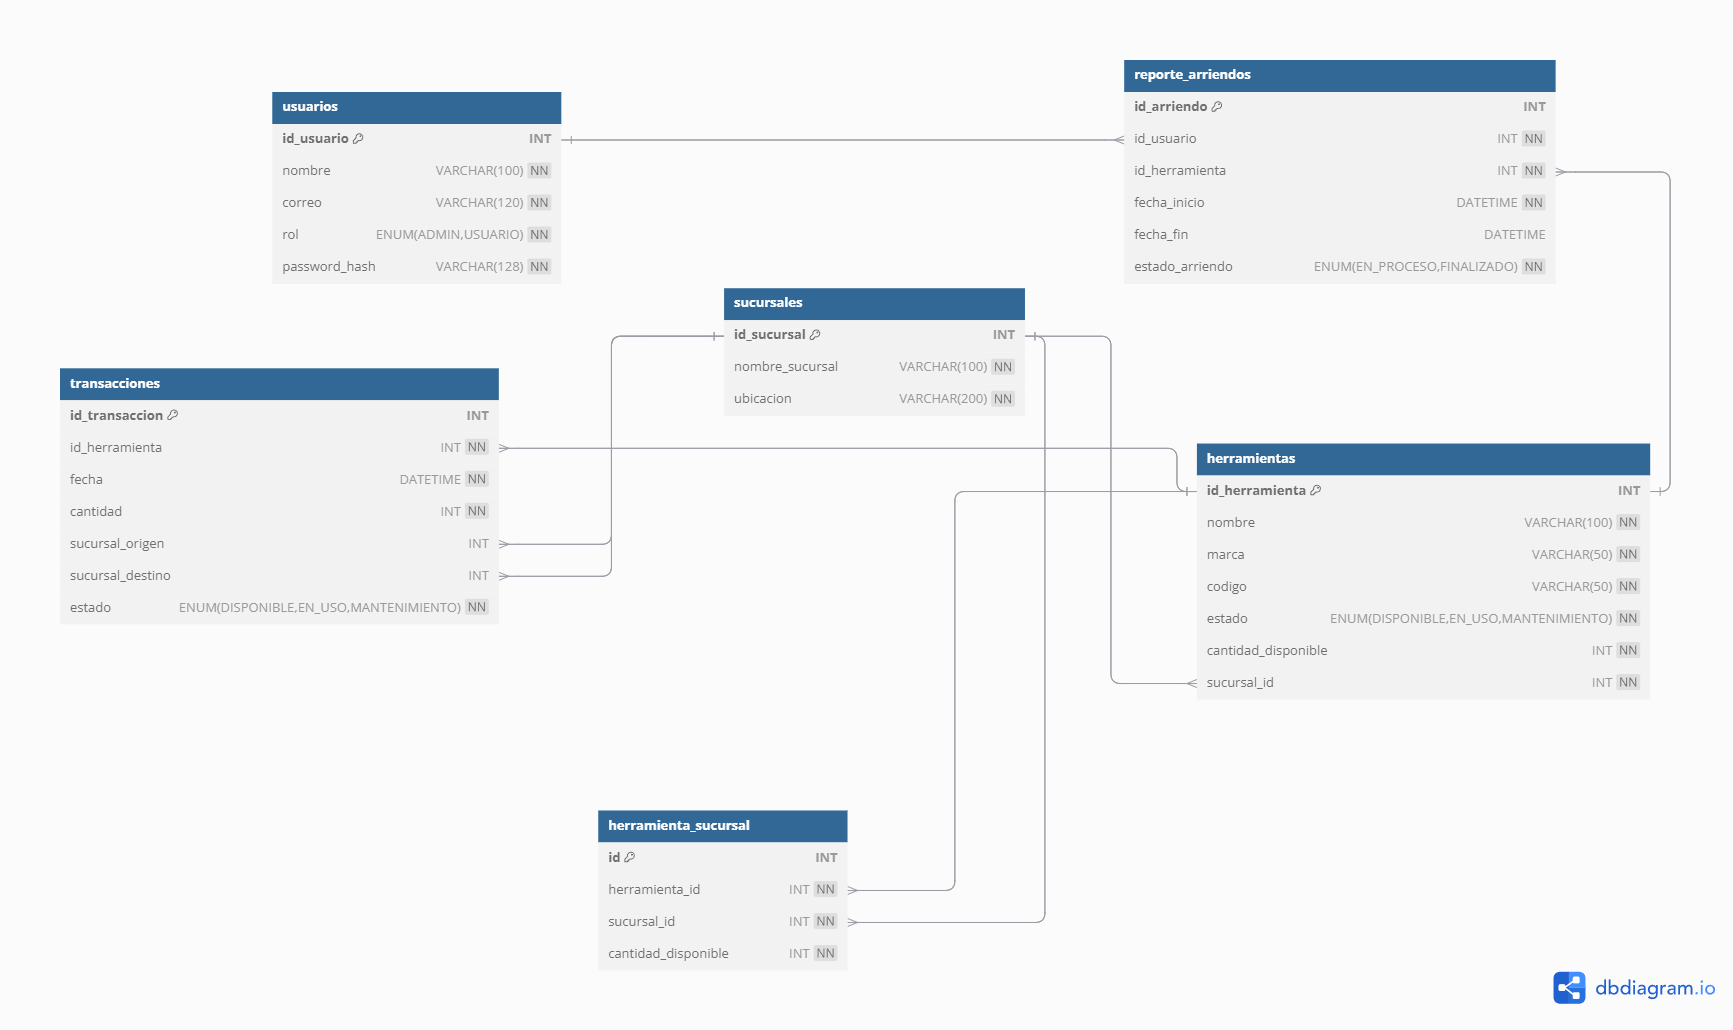 usuarios
id_usuario INT
nombre VARCHAR(100) NN
correo VARCHAR(120) NN
rol ENUM(ADMIN,USUARIO) NN
password_hash VARCHAR(128) NN
reporte_arriendos
id_arriendo INT
id_usuario INT NN
id_herramienta INT NN
fecha_inicio DATETIME NN
fecha_fin DATETIME
estado_arriendo ENUM(EN_PROCESO,FINALIZADO) NN
sucursales
id_sucursal INT
nombre_sucursal VARCHAR(100) NN
ubicacion VARCHAR(200) NN
transacciones
id_transaccion INT
id_herramienta INT NN
fecha DATETIME NN
cantidad INT NN
sucursal_origen INT
sucursal_destino INT
estado ENUM(DISPONIBLE,EN_USO,MANTENIMIENTO) NN
herramientas
id_herramienta INT
nombre VARCHAR(100) NN
marca VARCHAR(50) NN
codigo VARCHAR(50) NN
estado ENUM(DISPONIBLE,EN_USO,MANTENIMIENTO) NN
cantidad_disponible INT NN
sucursal_id INT NN
herramienta_sucursal
id INT
herramienta_id INT NN
sucursal_id INT NN
cantidad_disponible INT NN
dbdiagram.io